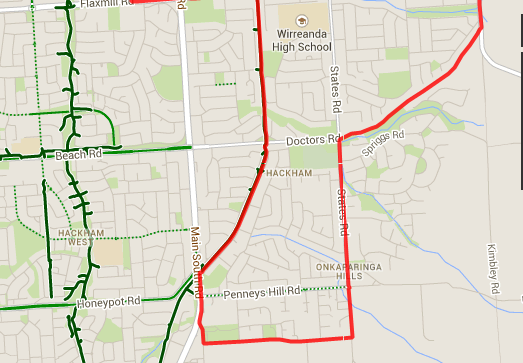 Flaxmill Rd
Rd
Wirreanda
High School
States Rd
Doctors Rd
Spriggs Rd
Beach Rd
HACKHAM
States Rd
HACKHAM
WEST
Main South Rd
Kimbley Rd
ONKAPARINGA
HILLS
Penneys Hill Rd
Honeypot Rd